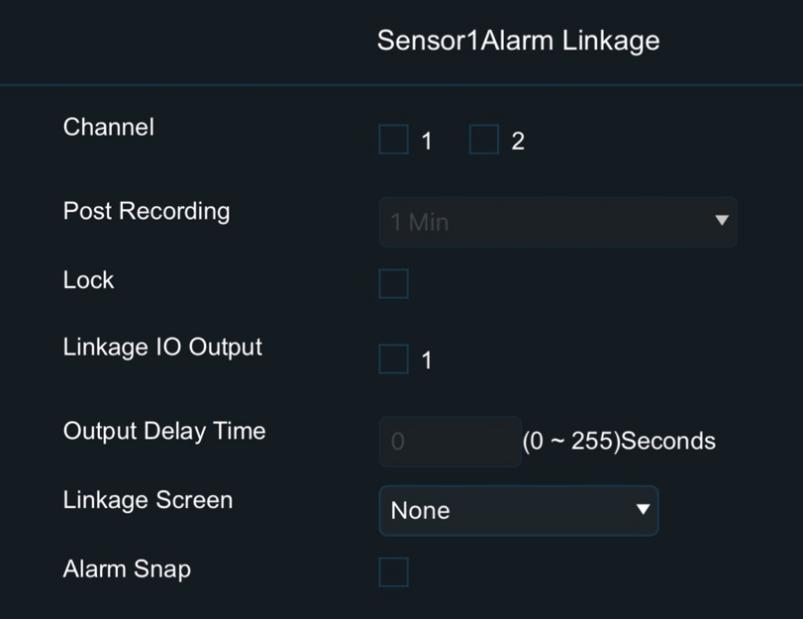 Sensor1Alarm Linkage
Channel 1 2
Post Recording 1 Min
Lock
Linkage IO Output 1
Output Delay Time 0 (0 ~ 255)Seconds
Linkage Screen None
Alarm Snap